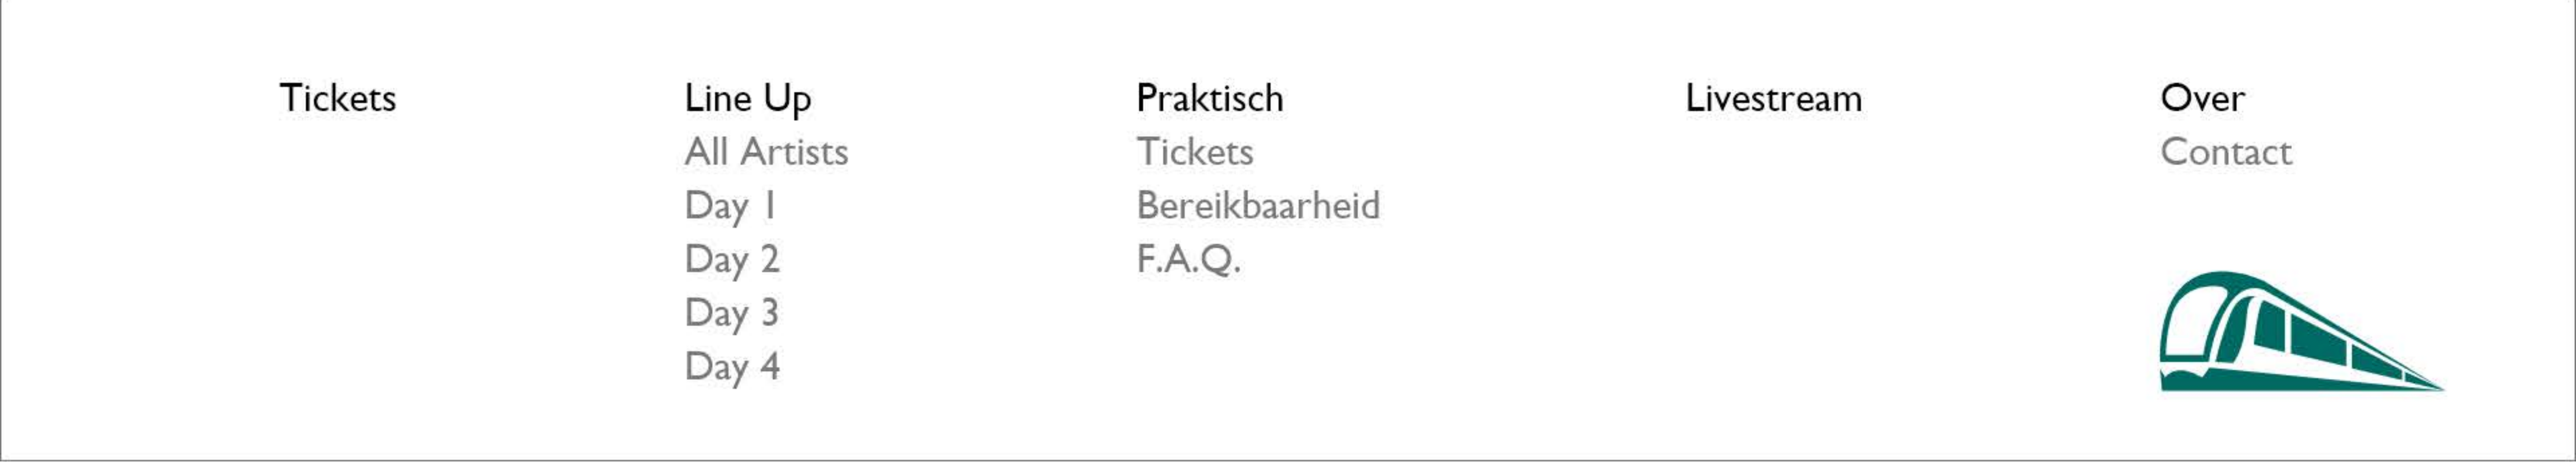 Tickets
Line Up
All Artists
Day 1
Day 2
Day 3
Day 4
Praktisch
Tickets
Bereikbaarheid
F.A.Q.
Livestream
Over
Contact